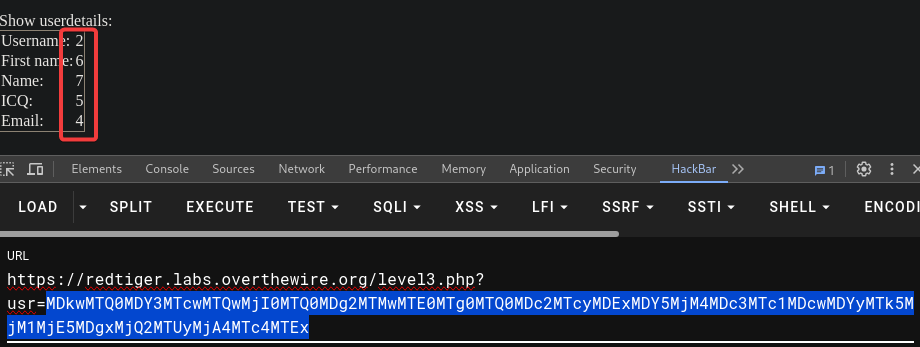 Show userdetails:
Username: 2
First name: 6
Name: 7
ICQ: 5
Email: 4
Elements Console Sources Network Performance Memory Application Security HackBar 1
LOAD SPLIT EXECUTE TEST SQLI XSS LFI SSRF SSTI SHELL ENCODI
URL
https://redtiger.labs.overthewire.org/level3.php?
usr=MDkwMTQ0MDY3MTcwMTQwMjI0MTQ0MDg2MTMwMTE0MTg0MTQ0MDc2MTcyMDExMDY5MjM4MDc3MTc1MDcwMDYyMTk5M
jM1MjE5MDgxMjQ2MTUyMjA4MTc4MTEx